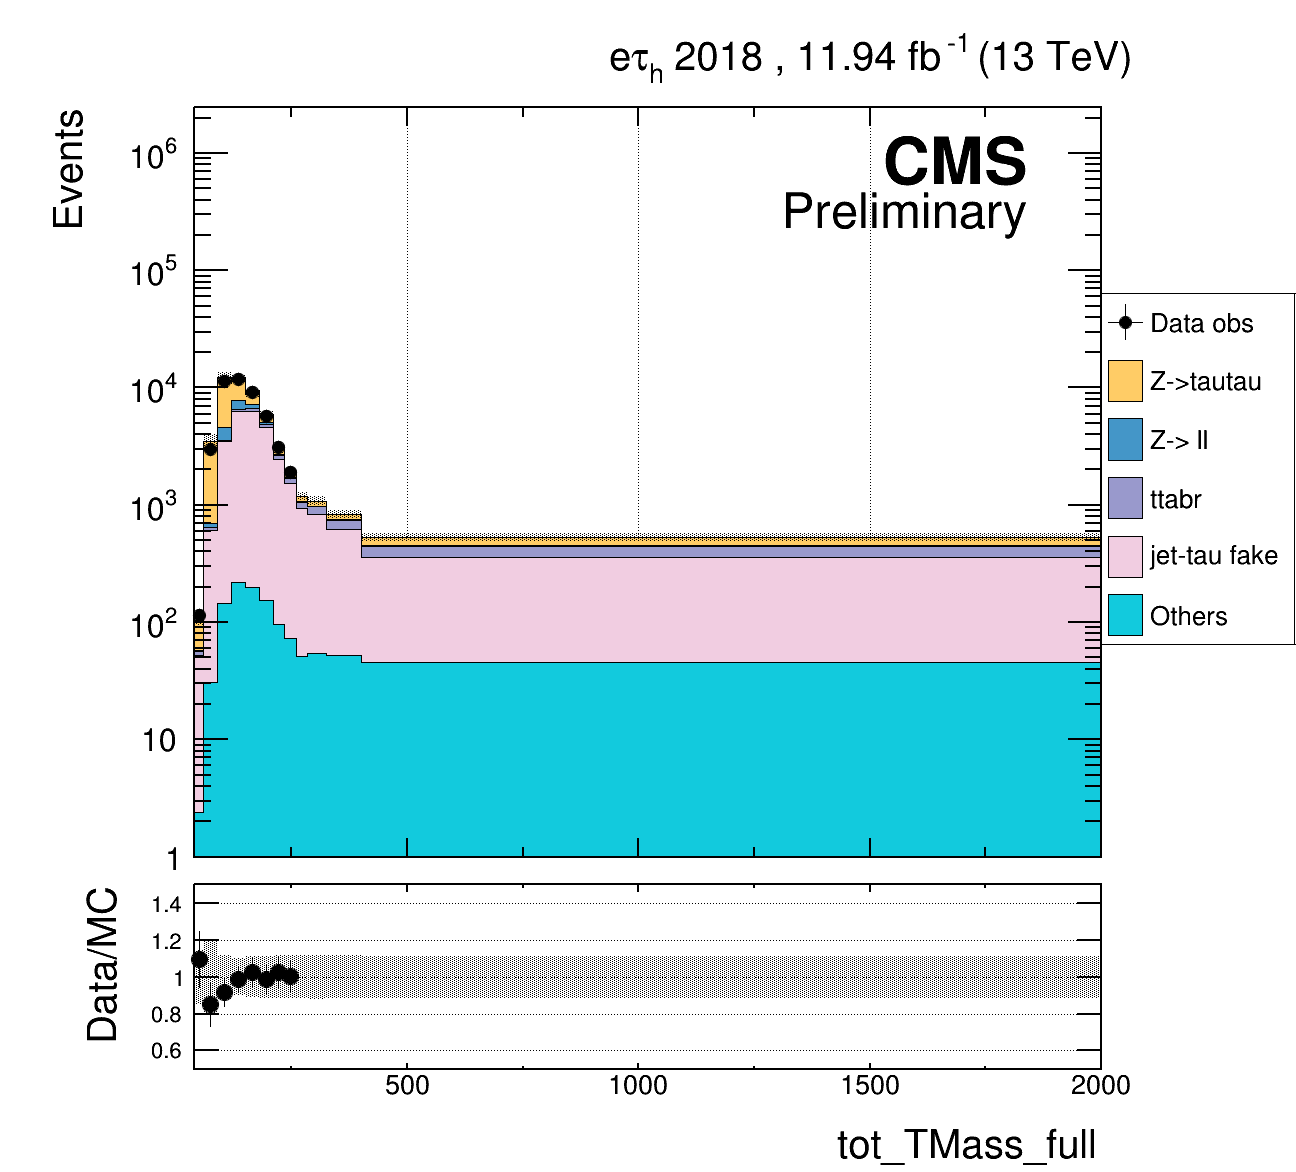 eτh 2018 , 11.94 fb-1 (13 TeV)
Events
10^6
10^5
10^4
10^3
10^2
10
1
CMS
Preliminary
Data obs
Z->tautau
Z-> ll
ttabr
jet-tau fake
Others
Data/MC
1.4
1.2
1
0.8
0.6
500 1000 1500 2000
tot_TMass_full